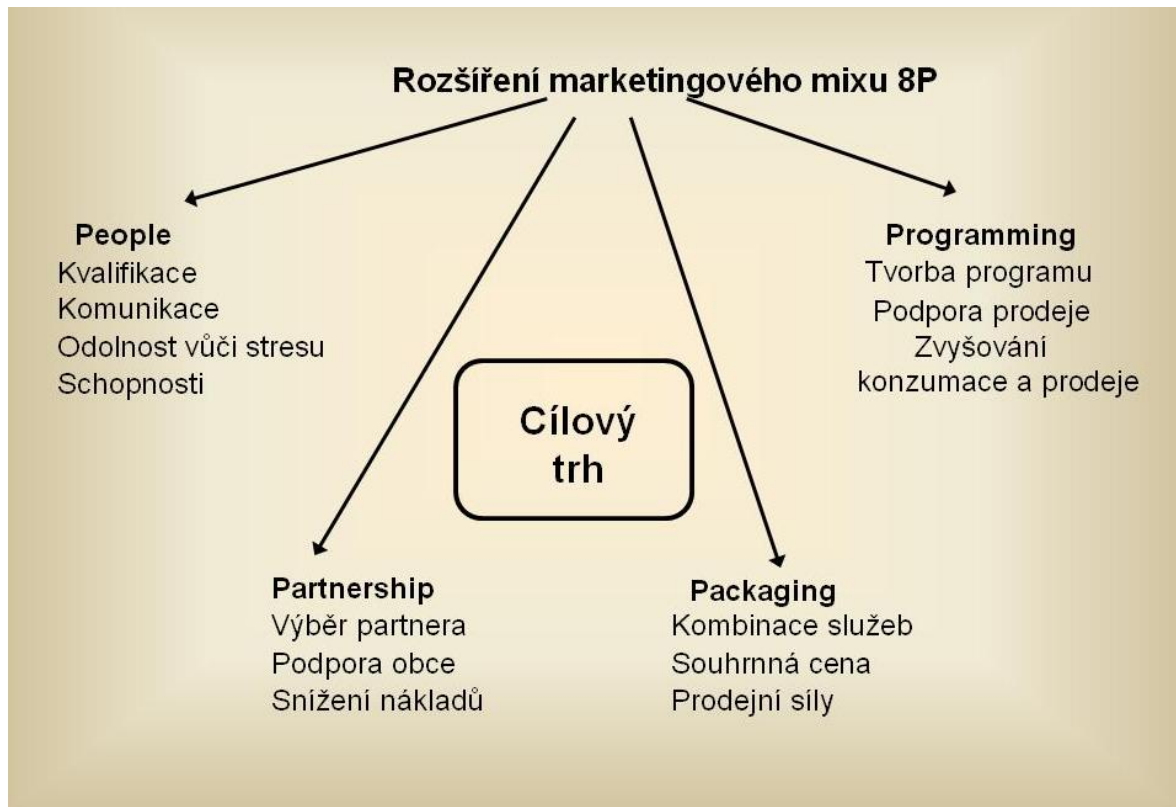 Rozšíření marketingového mixu 8P
People
Kvalifikace
Komunikace
Odolnost vůči stresu
Schopnosti
Programming
Tvorba programu
Podpora prodeje
Zvyšování
konzumace a prodeje
Cílový
trh
Partnership
Výběr partnera
Podpora obce
Snížení nákladů
Packaging
Kombinace služeb
Souhrnná cena
Prodejní síly